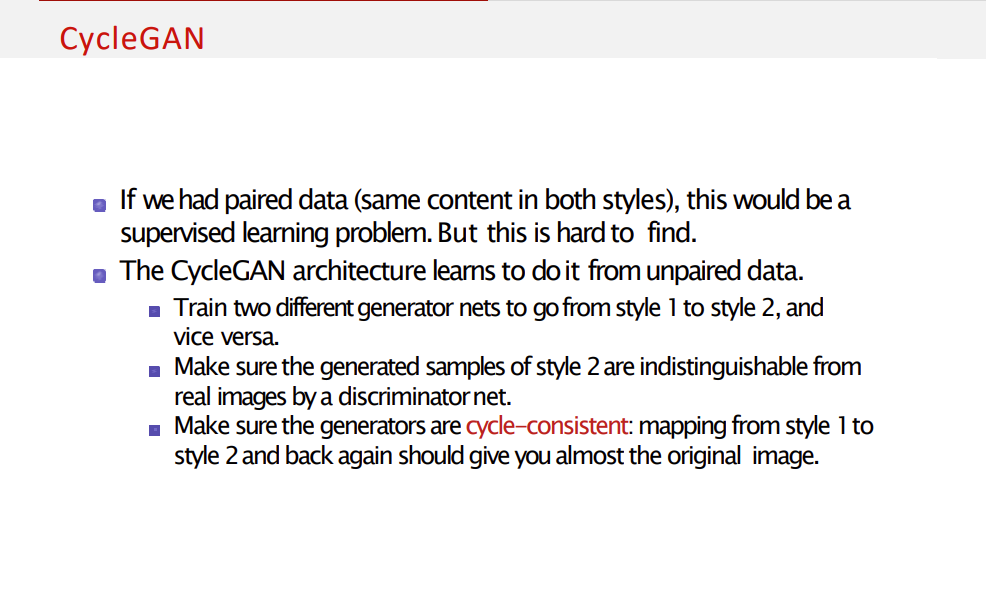 CycleGAN
If we had paired data (same content in both styles), this would be a
supervised learning problem. But this is hard to find.
The CycleGAN architecture learns to do it from unpaired data.
Train two different generator nets to go from style 1 to style 2, and
vice versa.
Make sure the generated samples of style 2 are indistinguishable from
real images by a discriminator net.
Make sure the generators are cycle-consistent: mapping from style 1 to
style 2 and back again should give you almost the original image.